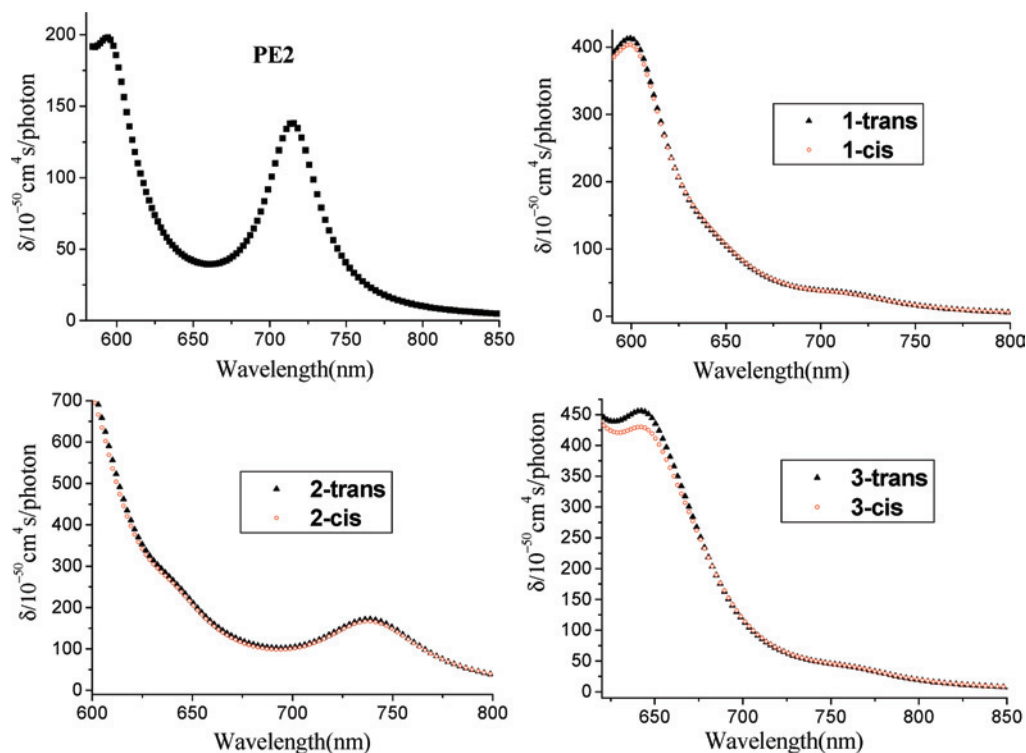 PE2
δ/10⁻⁵⁰cm⁴s/photon
200
150
100
50
0
600 650 700 750 800 850
Wavelength(nm)
1-trans
1-cis
δ/10⁻⁵⁰cm⁴s/photon
400
300
200
100
0
600 650 700 750 800
Wavelength(nm)
2-trans
2-cis
δ/10⁻⁵⁰cm⁴s/photon
700
600
500
400
300
200
100
0
600 650 700 750 800
Wavelength(nm)
3-trans
3-cis
δ/10⁻⁵⁰cm⁴s/photon
450
400
350
300
250
200
150
100
50
0
650 700 750 800 850
Wavelength(nm)